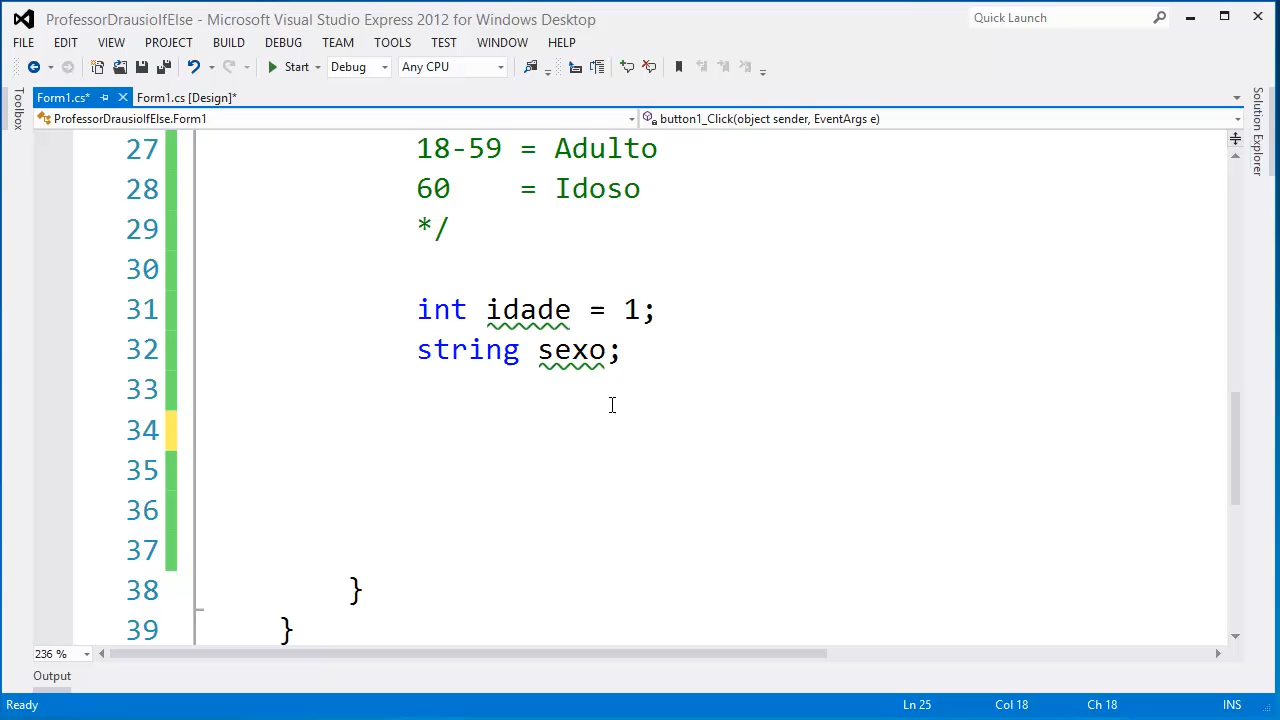 ProfessorDrausioIfElse - Microsoft Visual Studio Express 2012 for Windows Desktop
Quick Launch
FILE EDIT VIEW PROJECT BUILD DEBUG TEAM TOOLS TEST WINDOW HELP
Start Debug Any CPU
Toolbox
Form1.cs* Form1.cs [Design]*
Solution Explorer
ProfessorDrausioIfElse.Form1 button1_Click(object sender, EventArgs e)
27 18-59 = Adulto
28 60 = Idoso
29 */
30
31 int idade = 1;
32 string sexo;
33
34
35
36
37
38 }
39 }
236 %
Output
Ready Ln 25 Col 18 Ch 18 INS